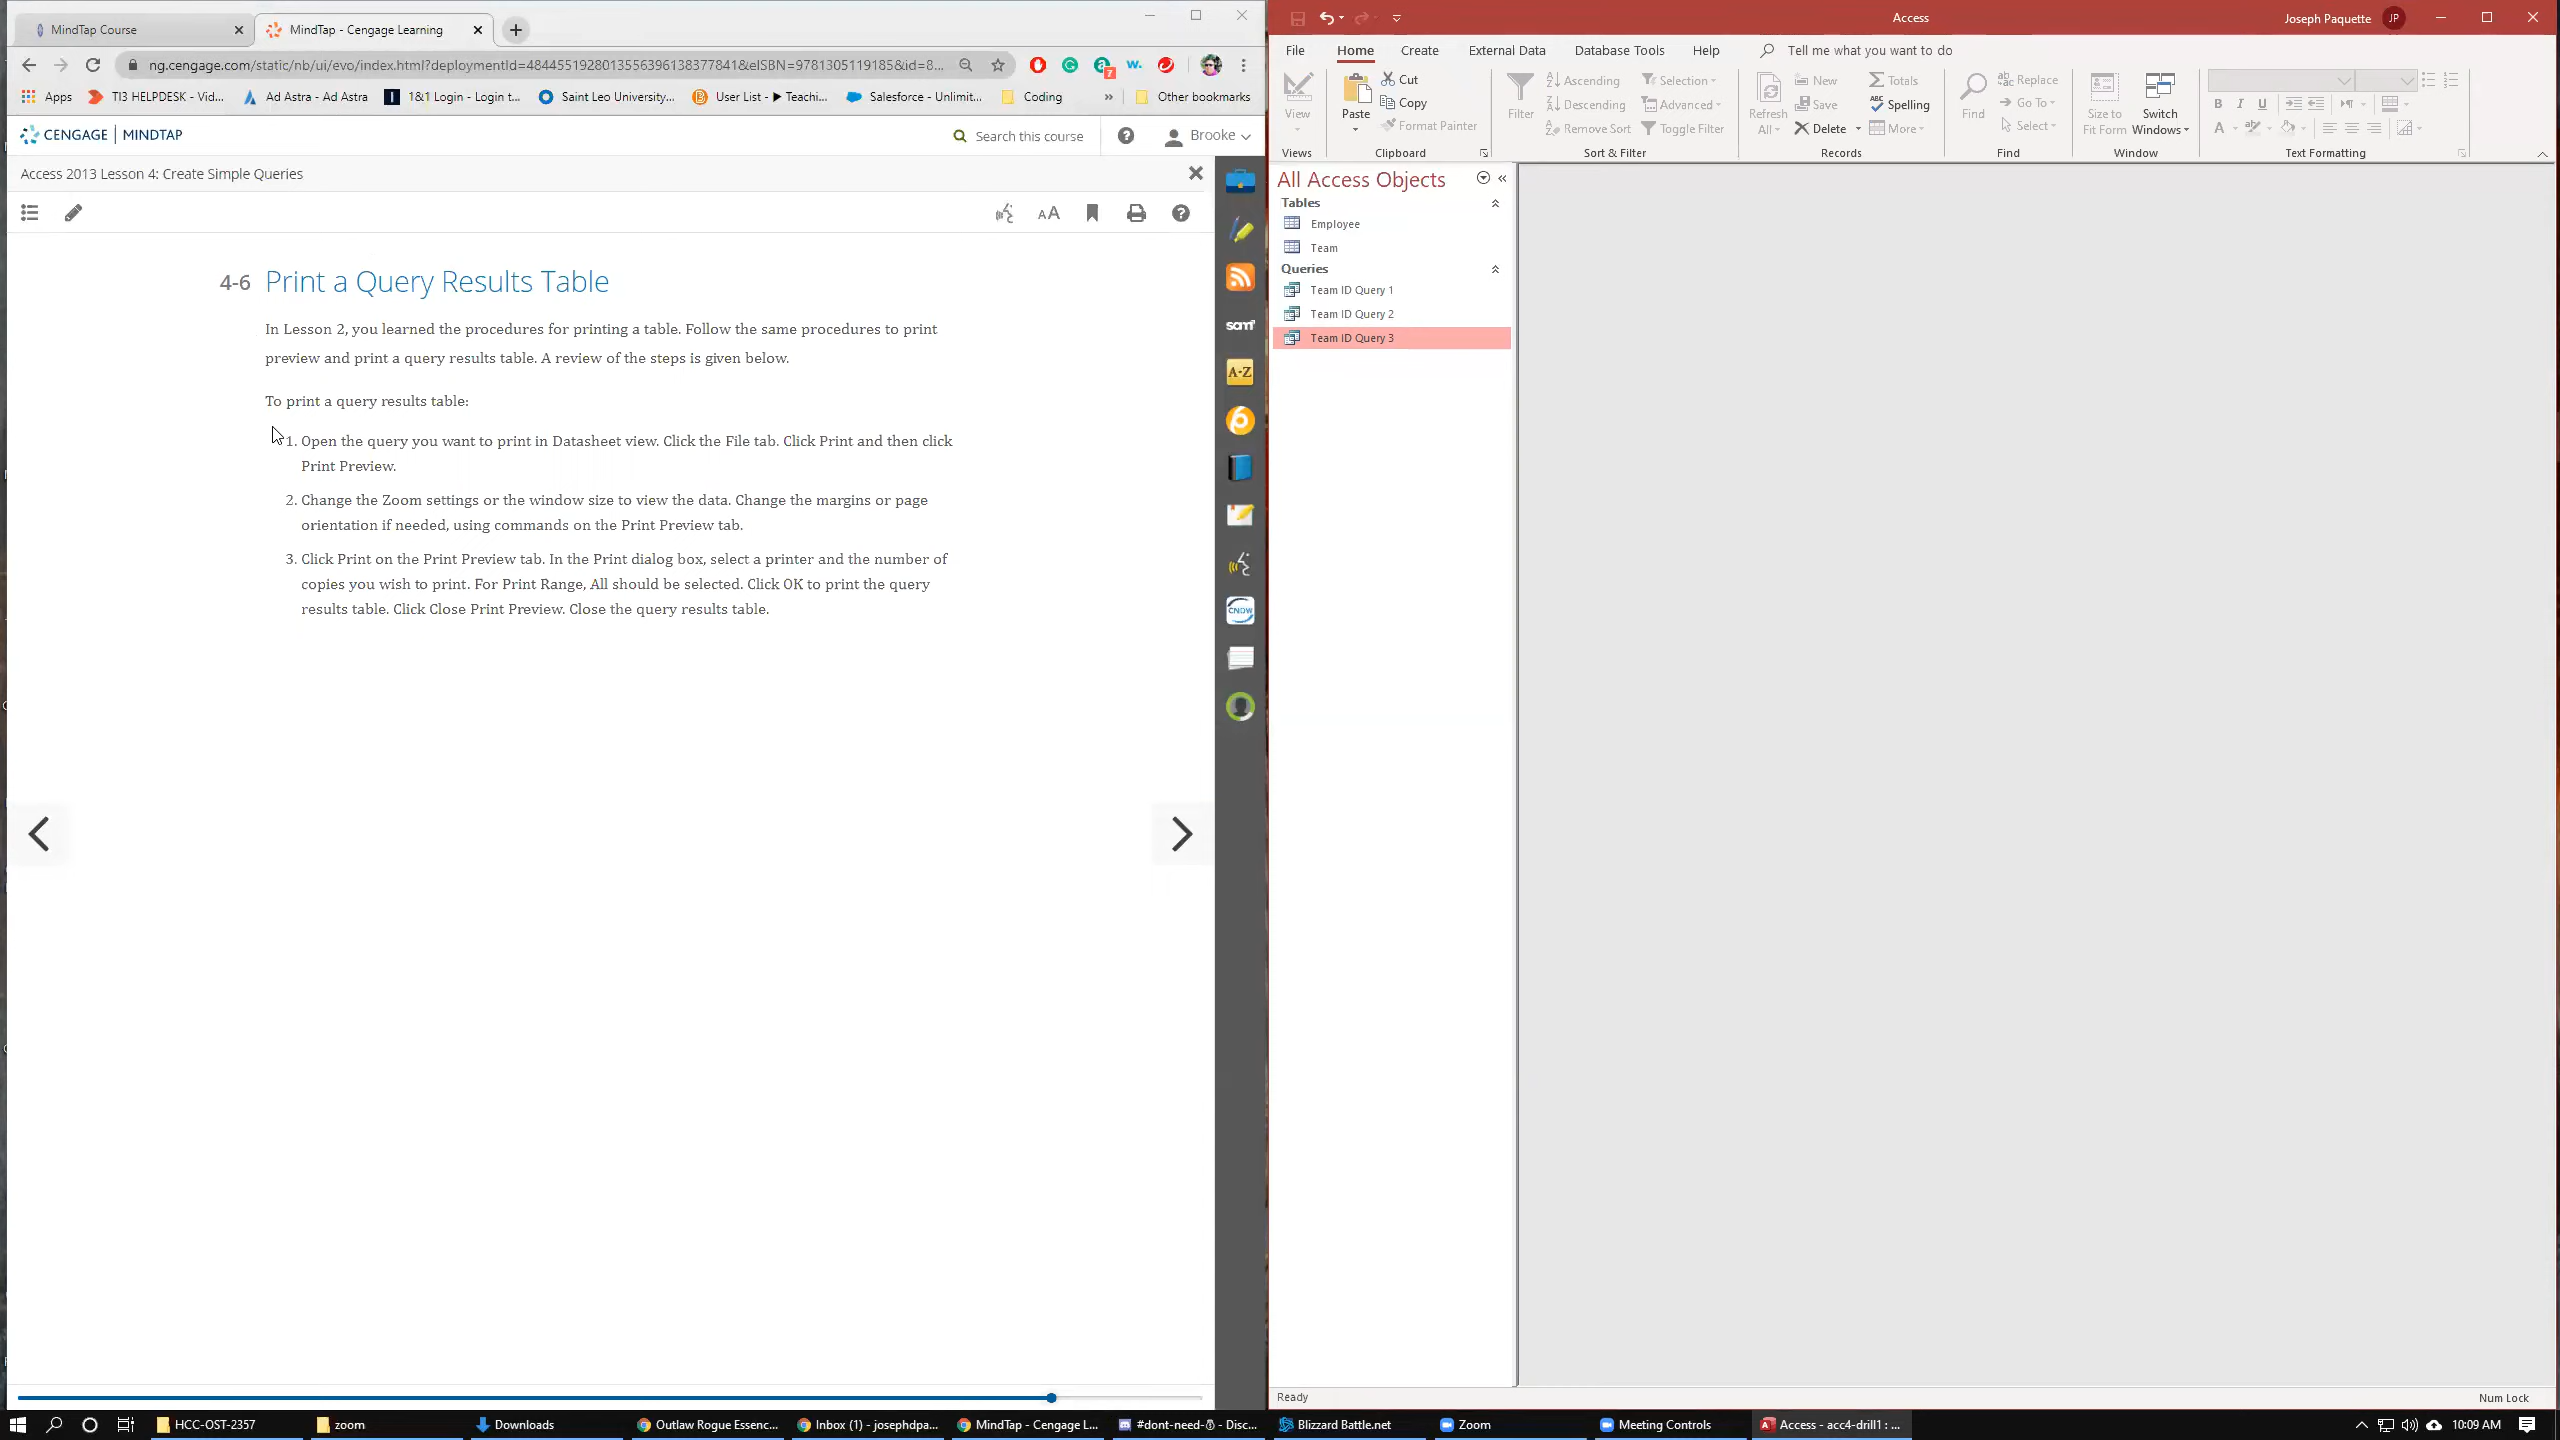 MindTap Course
MindTap - Cengage Learning
ng.cengage.com/static/nb/ui/evo/index.html?deploymentId=4844551928013556396138377841&eISBN=9781305119185&id=8...
Apps
TI3 HELPDESK - Vid...
Ad Astra - Ad Astra
1&1 Login - Login t...
Saint Leo University,...
User List - ▶ Teachi...
Salesforce - Unlimit...
Coding
»
Other bookmarks
CENGAGE | MINDTAP
Search this course
Brooke
Access 2013 Lesson 4: Create Simple Queries
AA
4-6 Print a Query Results Table
In Lesson 2, you learned the procedures for printing a table. Follow the same procedures to print
preview and print a query results table. A review of the steps is given below.
To print a query results table:
1. Open the query you want to print in Datasheet view. Click the File tab. Click Print and then click
Print Preview.
2. Change the Zoom settings or the window size to view the data. Change the margins or page
orientation if needed, using commands on the Print Preview tab.
3. Click Print on the Print Preview tab. In the Print dialog box, select a printer and the number of
copies you wish to print. For Print Range, All should be selected. Click OK to print the query
results table. Click Close Print Preview. Close the query results table.
sam
A-Z
CNOW
Access
Joseph Paquette
JP
File
Home
Create
External Data
Database Tools
Help
Tell me what you want to do
View
Views
Paste
Cut
Copy
Format Painter
Clipboard
Filter
Ascending
Descending
Remove Sort
Selection
Advanced
Toggle Filter
Sort & Filter
Refresh
All
New
Save
Delete
Totals
Spelling
More
Records
Find
Replace
Go To
Select
Find
Size to
Fit Form
Switch
Windows
Window
B I U
A
Text Formatting
All Access Objects
Tables
Employee
Team
Queries
Team ID Query 1
Team ID Query 2
Team ID Query 3
Ready
Num Lock
HCC-OST-2357
zoom
Downloads
Outlaw Rogue Essenc...
Inbox (1) - josephdpa...
MindTap - Cengage L...
Blizzard Battle.net
Zoom
Meeting Controls
Access - acc4-drill1 : ...
10:09 AM